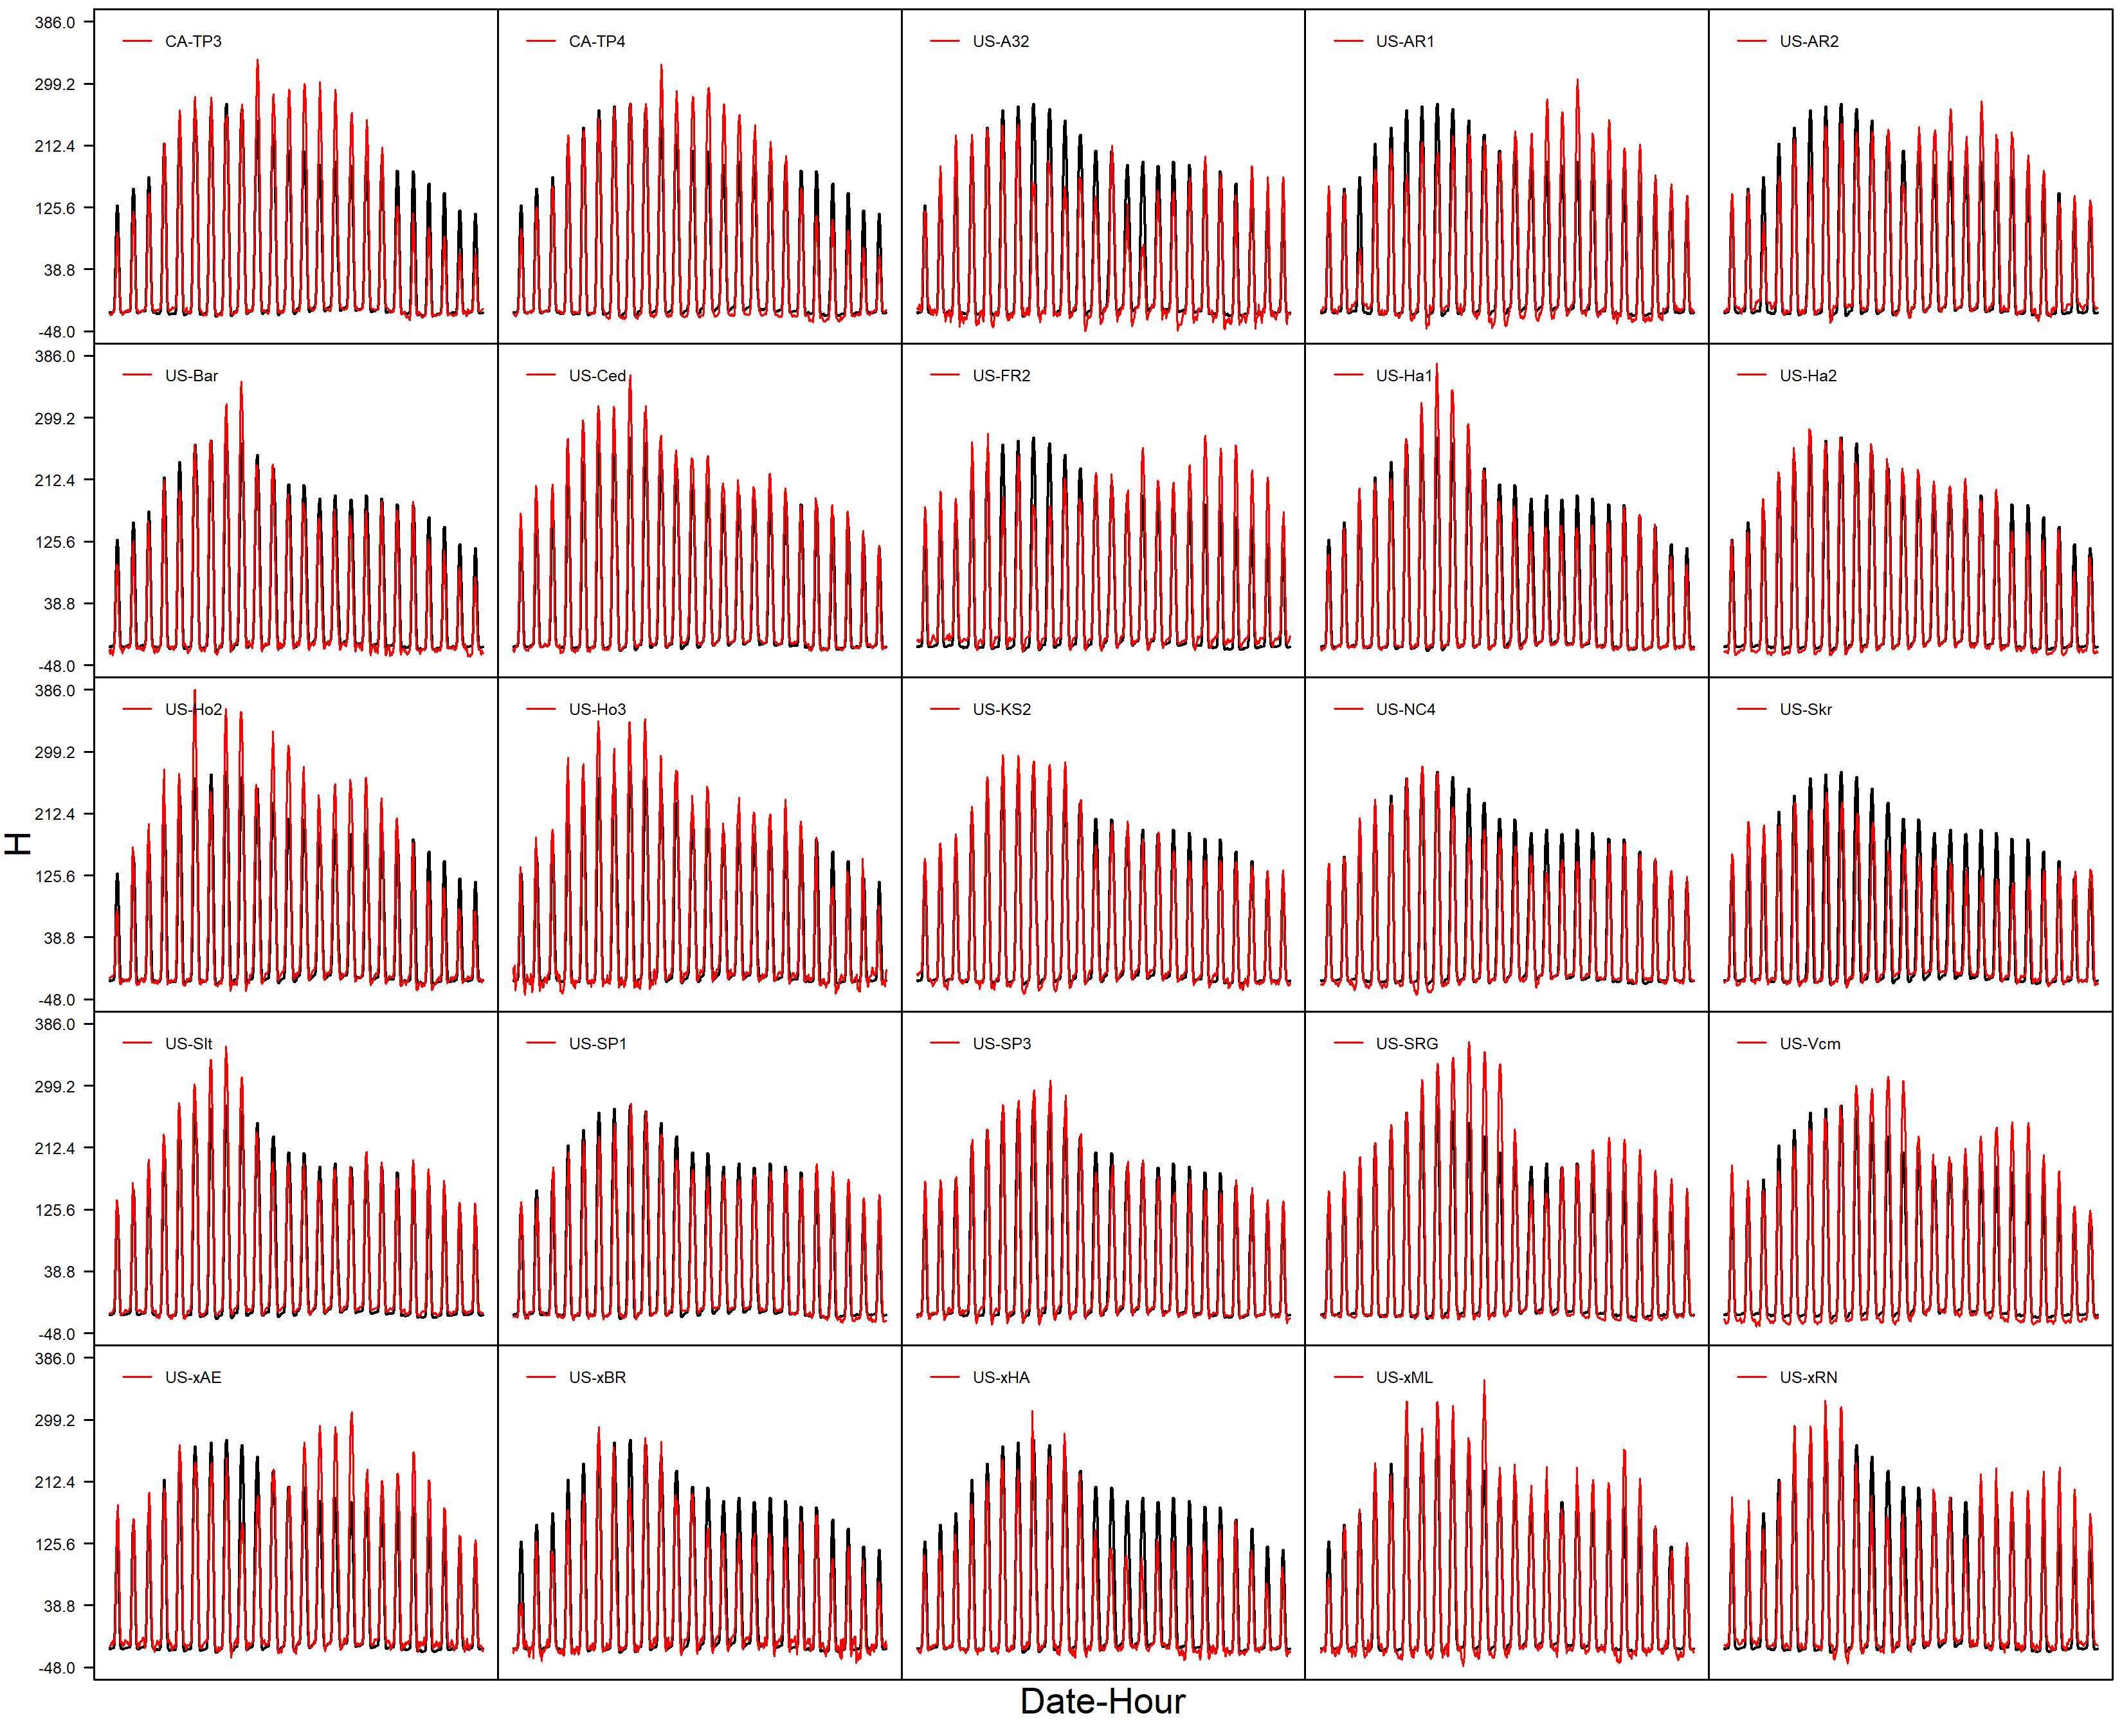 386.0
299.2
212.4
125.6
38.8
-48.0
CA-TP3
CA-TP4
US-A32
US-AR1
US-AR2
386.0
299.2
212.4
125.6
38.8
-48.0
US-Bar
US-Ced
US-FR2
US-Ha1
US-Ha2
386.0
299.2
212.4
125.6
38.8
-48.0
US-Ho2
US-Ho3
US-KS2
US-NC4
US-Skr
H
386.0
299.2
212.4
125.6
38.8
-48.0
US-Slt
US-SP1
US-SP3
US-SRG
US-Vcm
386.0
299.2
212.4
125.6
38.8
-48.0
US-xAE
US-xBR
US-xHA
US-xML
US-xRN
Date-Hour